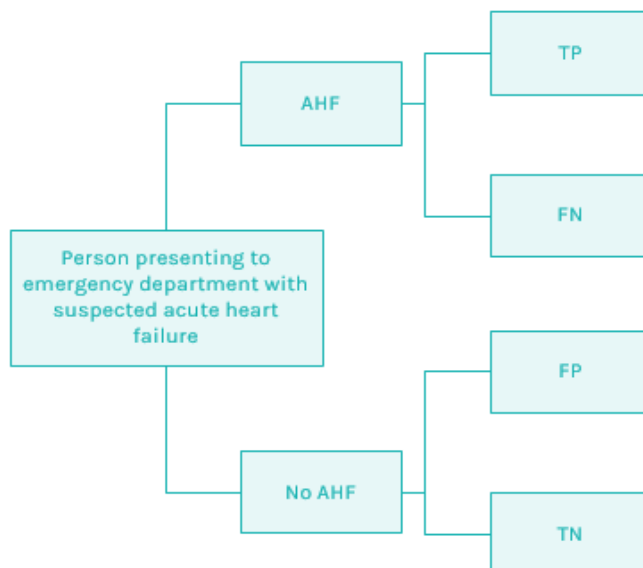 TP
AHF
FN
Person presenting to
emergency department with
suspected acute heart
failure
FP
No AHF
TN